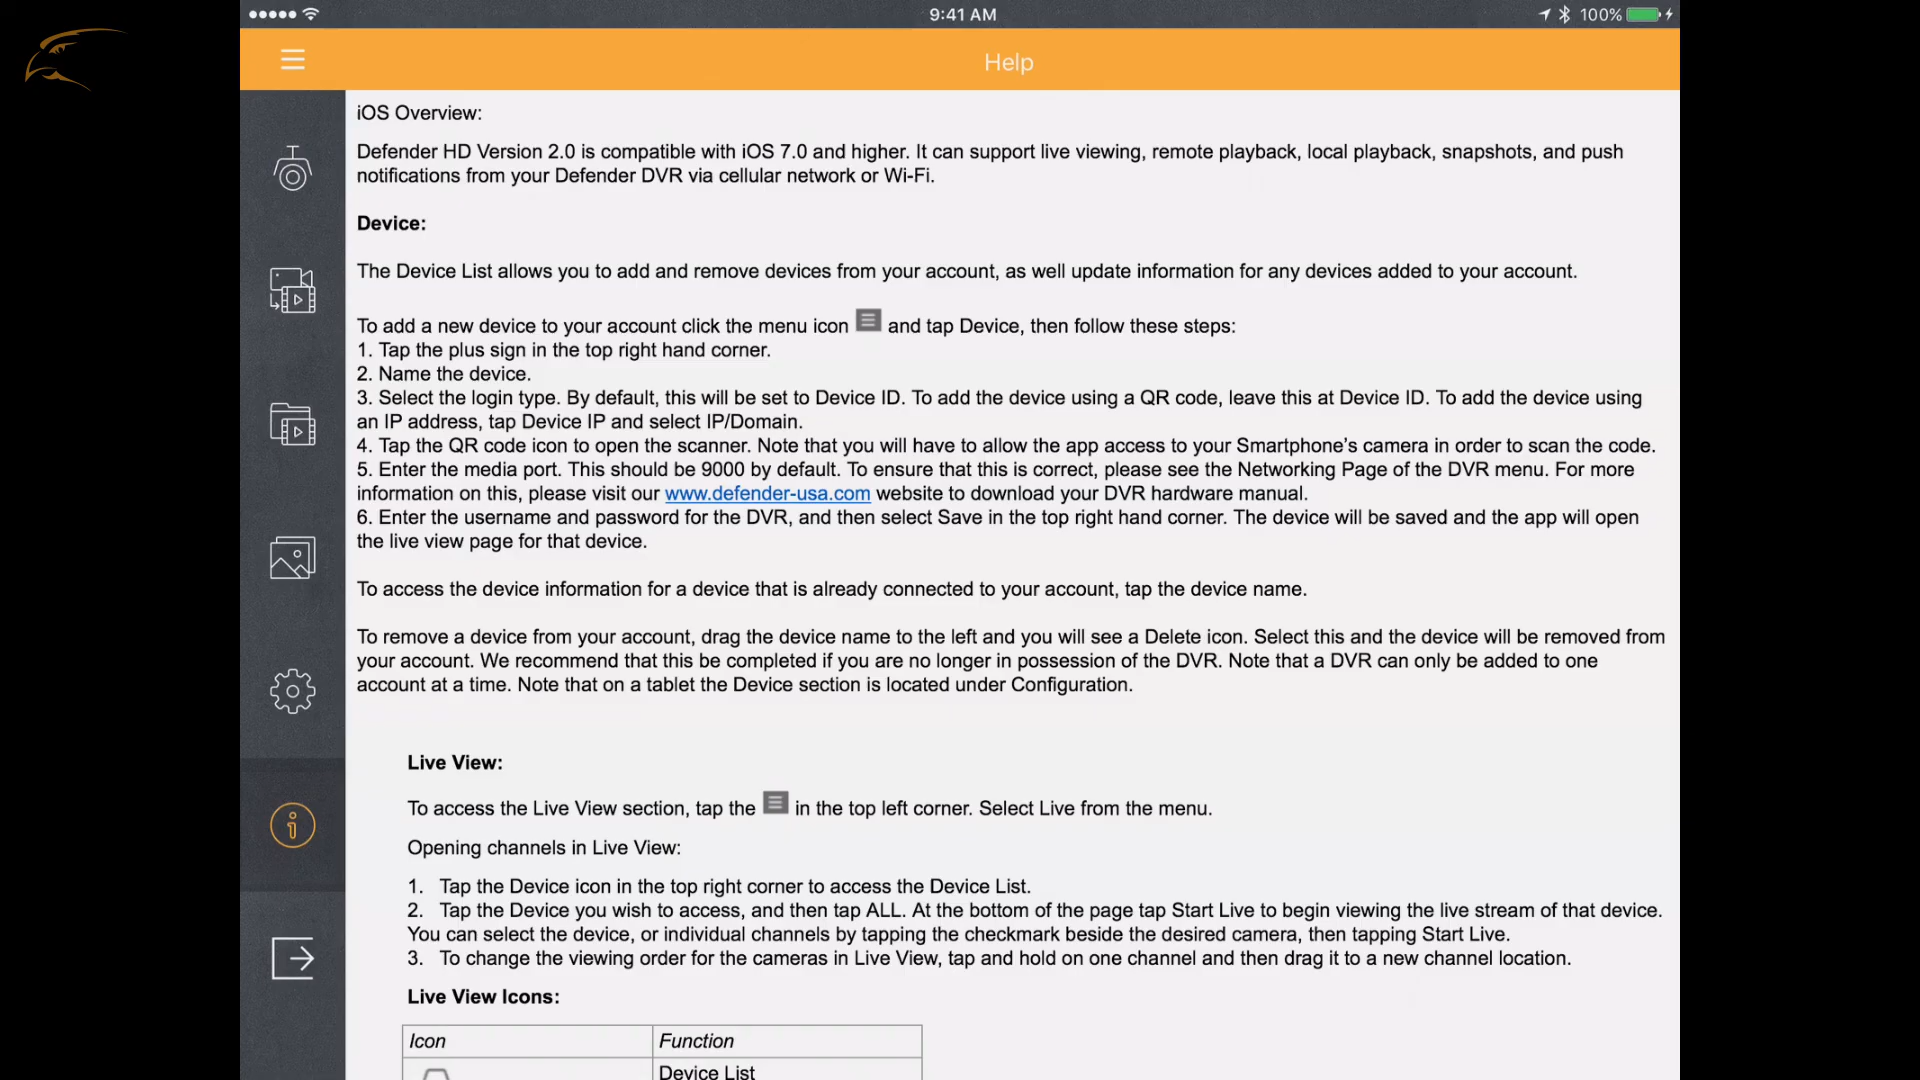 9:41 AM
100%
Help
iOS Overview:
Defender HD Version 2.0 is compatible with iOS 7.0 and higher. It can support live viewing, remote playback, local playback, snapshots, and push
notifications from your Defender DVR via cellular network or Wi-Fi.
Device:
The Device List allows you to add and remove devices from your account, as well update information for any devices added to your account.
To add a new device to your account click the menu icon and tap Device, then follow these steps:
1. Tap the plus sign in the top right hand corner.
2. Name the device.
3. Select the login type. By default, this will be set to Device ID. To add the device using a QR code, leave this at Device ID. To add the device using
an IP address, tap Device IP and select IP/Domain.
4. Tap the QR code icon to open the scanner. Note that you will have to allow the app access to your Smartphone’s camera in order to scan the code.
5. Enter the media port. This should be 9000 by default. To ensure that this is correct, please see the Networking Page of the DVR menu. For more
information on this, please visit our www.defender-usa.com website to download your DVR hardware manual.
6. Enter the username and password for the DVR, and then select Save in the top right hand corner. The device will be saved and the app will open
the live view page for that device.
To access the device information for a device that is already connected to your account, tap the device name.
To remove a device from your account, drag the device name to the left and you will see a Delete icon. Select this and the device will be removed from
your account. We recommend that this be completed if you are no longer in possession of the DVR. Note that a DVR can only be added to one
account at a time. Note that on a tablet the Device section is located under Configuration.
Live View:
To access the Live View section, tap the in the top left corner. Select Live from the menu.
Opening channels in Live View:
1. Tap the Device icon in the top right corner to access the Device List.
2. Tap the Device you wish to access, and then tap ALL. At the bottom of the page tap Start Live to begin viewing the live stream of that device.
You can select the device, or individual channels by tapping the checkmark beside the desired camera, then tapping Start Live.
3. To change the viewing order for the cameras in Live View, tap and hold on one channel and then drag it to a new channel location.
Live View Icons:
Icon Function
Device List